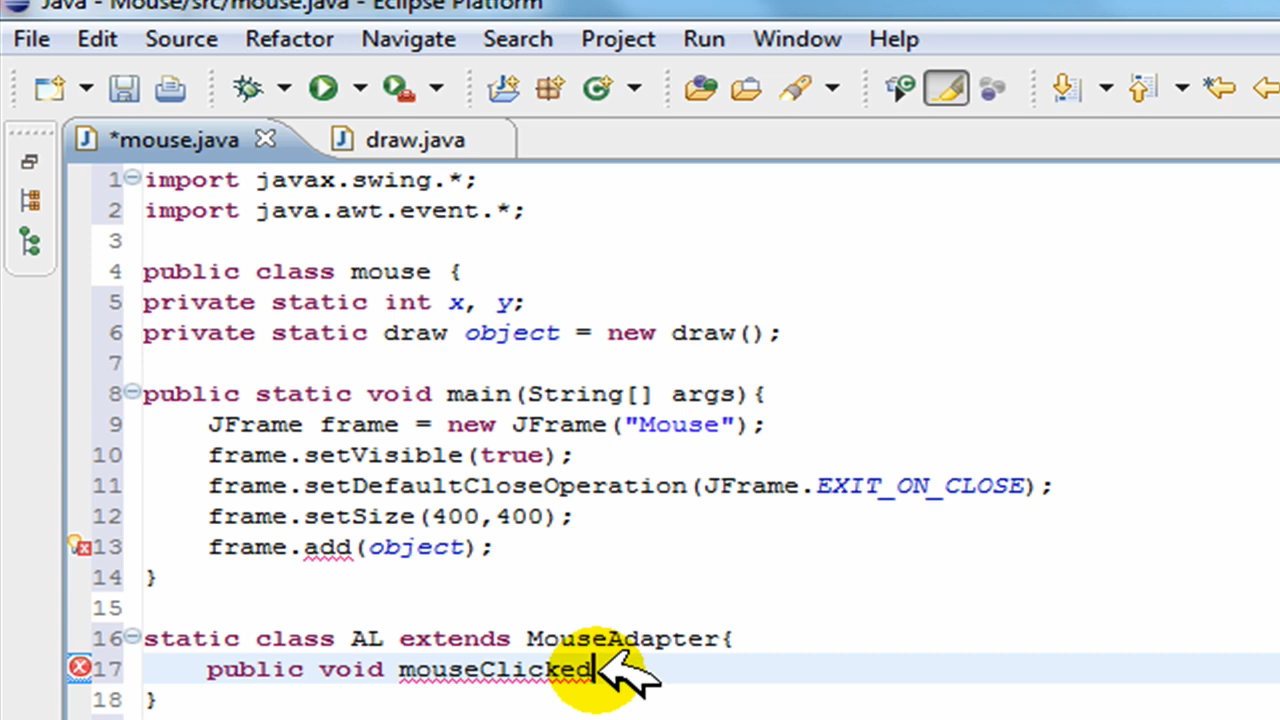 Java - Mouse/src/mouse.java - Eclipse Platform
File Edit Source Refactor Navigate Search Project Run Window Help
*mouse.java draw.java
1 import javax.swing.*;
2 import java.awt.event.*;
3
4 public class mouse {
5 private static int x, y;
6 private static draw object = new draw();
7
8 public static void main(String[] args){
9 JFrame frame = new JFrame("Mouse");
10 frame.setVisible(true);
11 frame.setDefaultCloseOperation(JFrame.EXIT_ON_CLOSE);
12 frame.setSize(400,400);
13 frame.add(object);
14 }
15
16 static class AL extends MouseAdapter{
17 public void mouseClicked
18 }